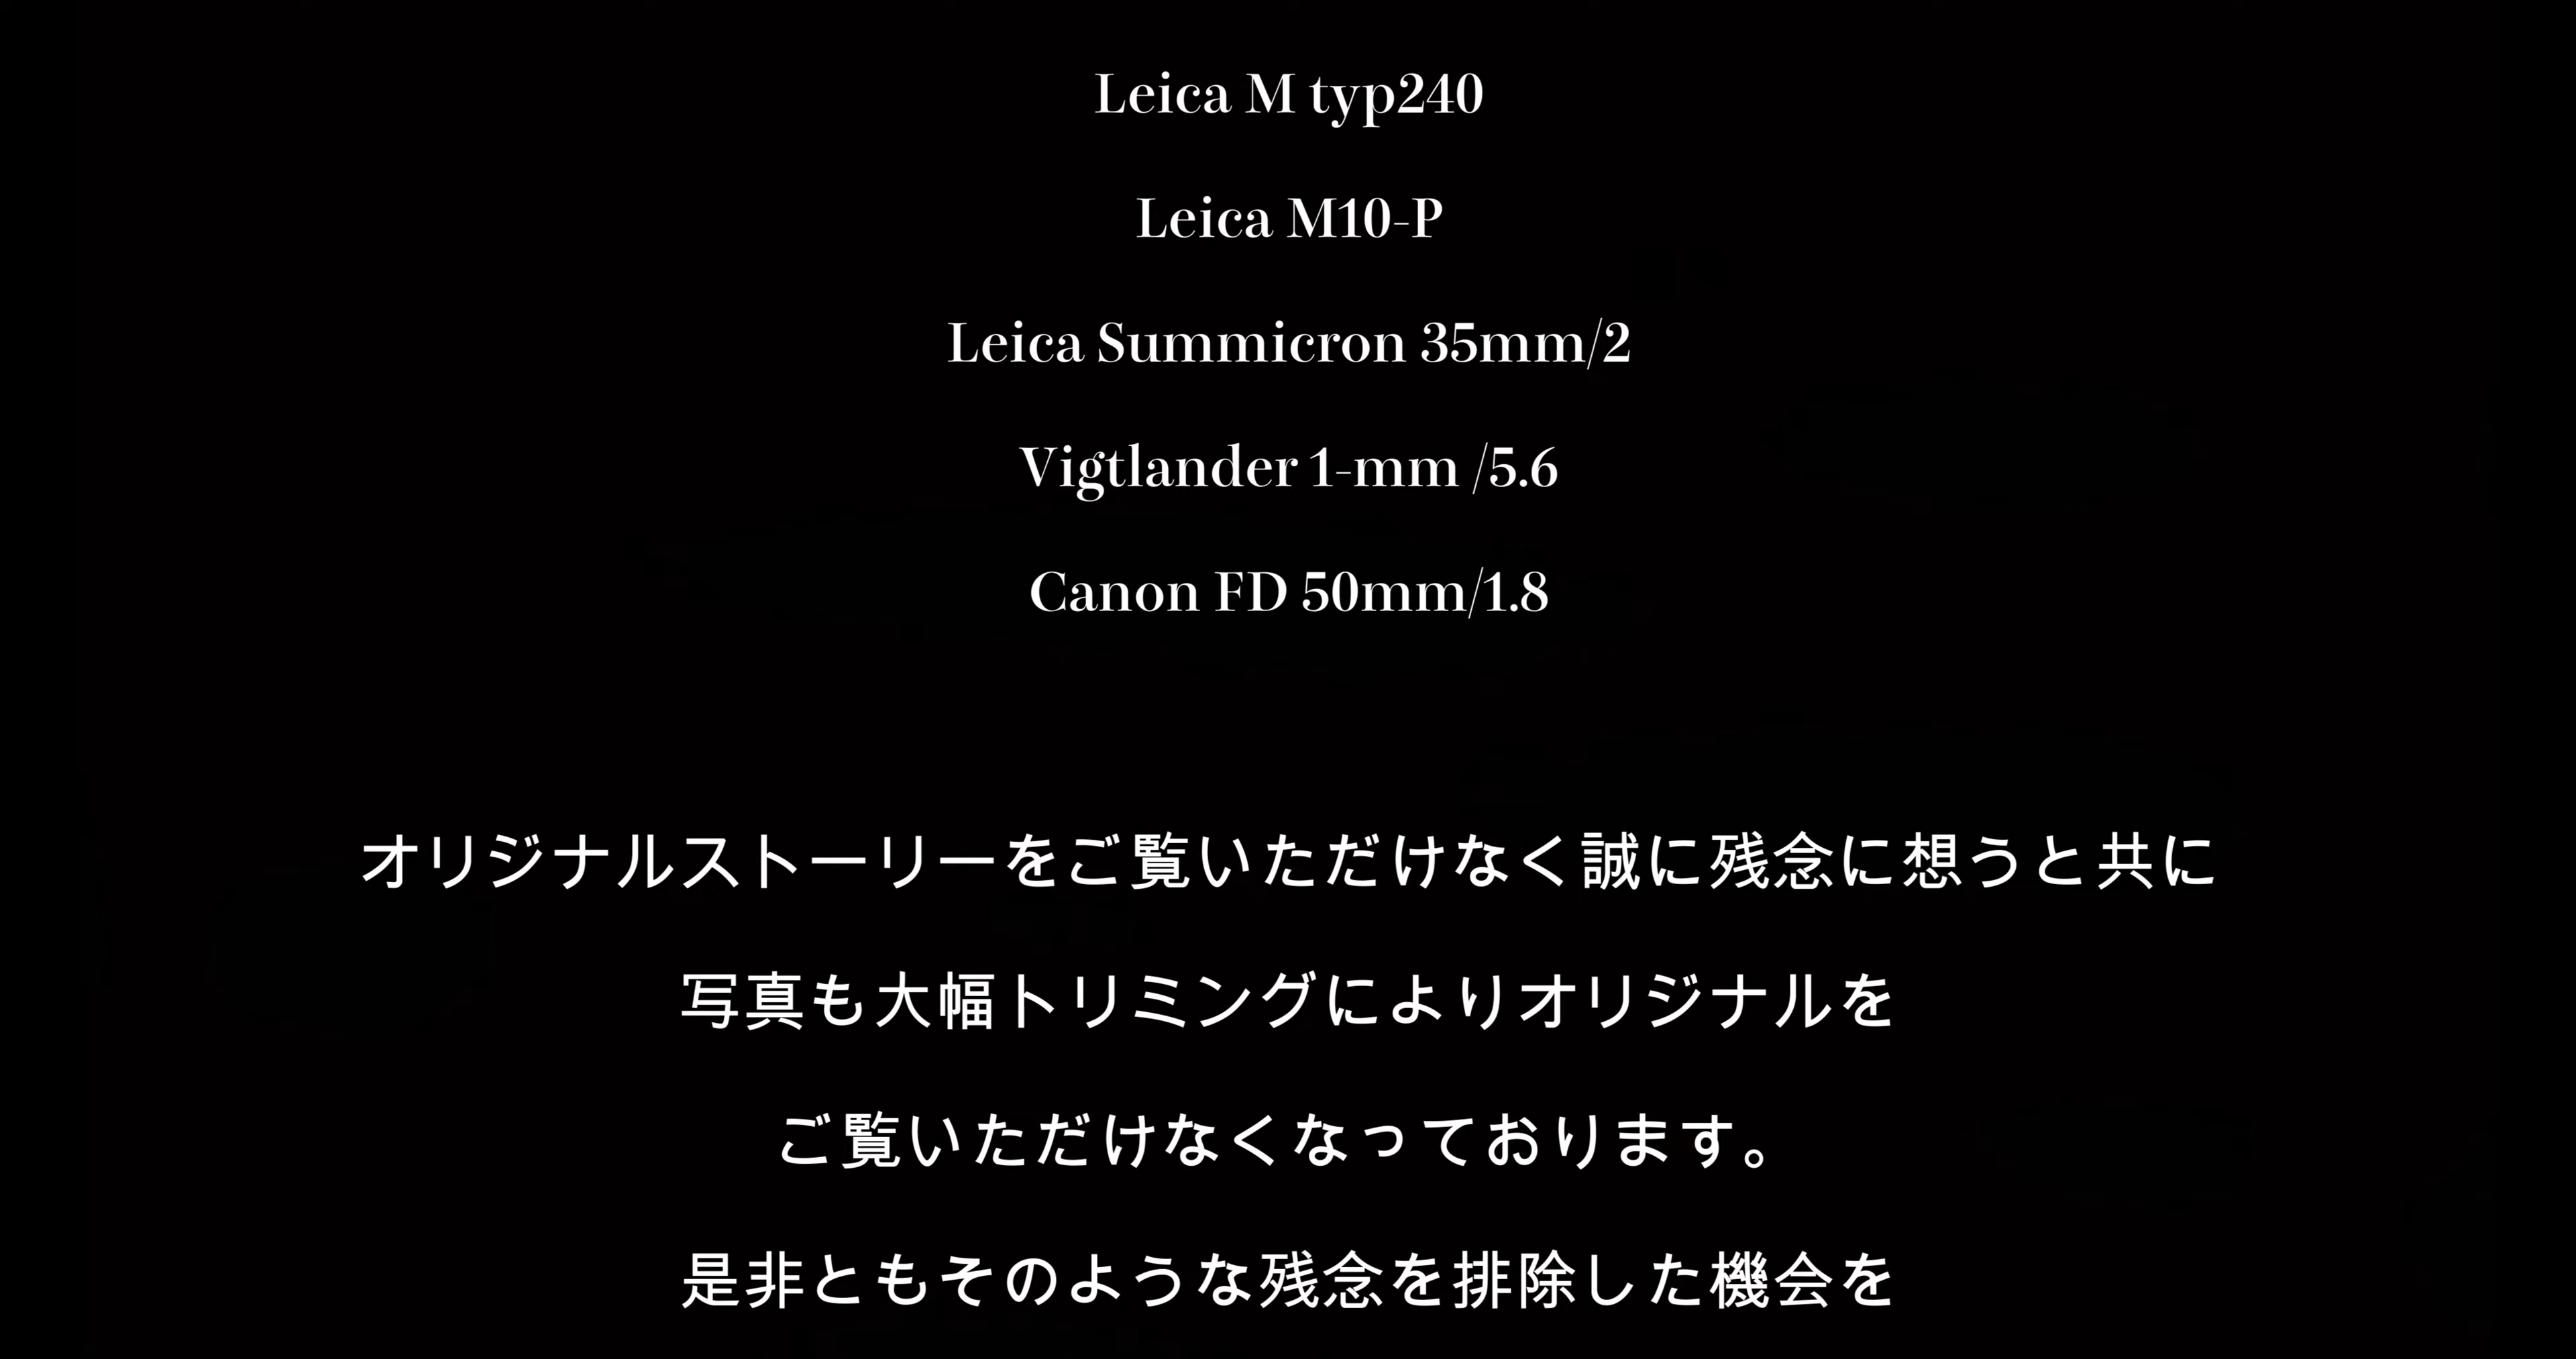 Leica M typ240
Leica M10-P
Leica Summicron 35mm/2
Vigtlander 1-mm /5.6
Canon FD 50mm/1.8
オリジナルストーリーをご覧いただけなく誠に残念に想うと共に
写真も大幅トリミングによりオリジナルを
ご覧いただけなくなっております。
是非ともそのような残念を排除した機会を